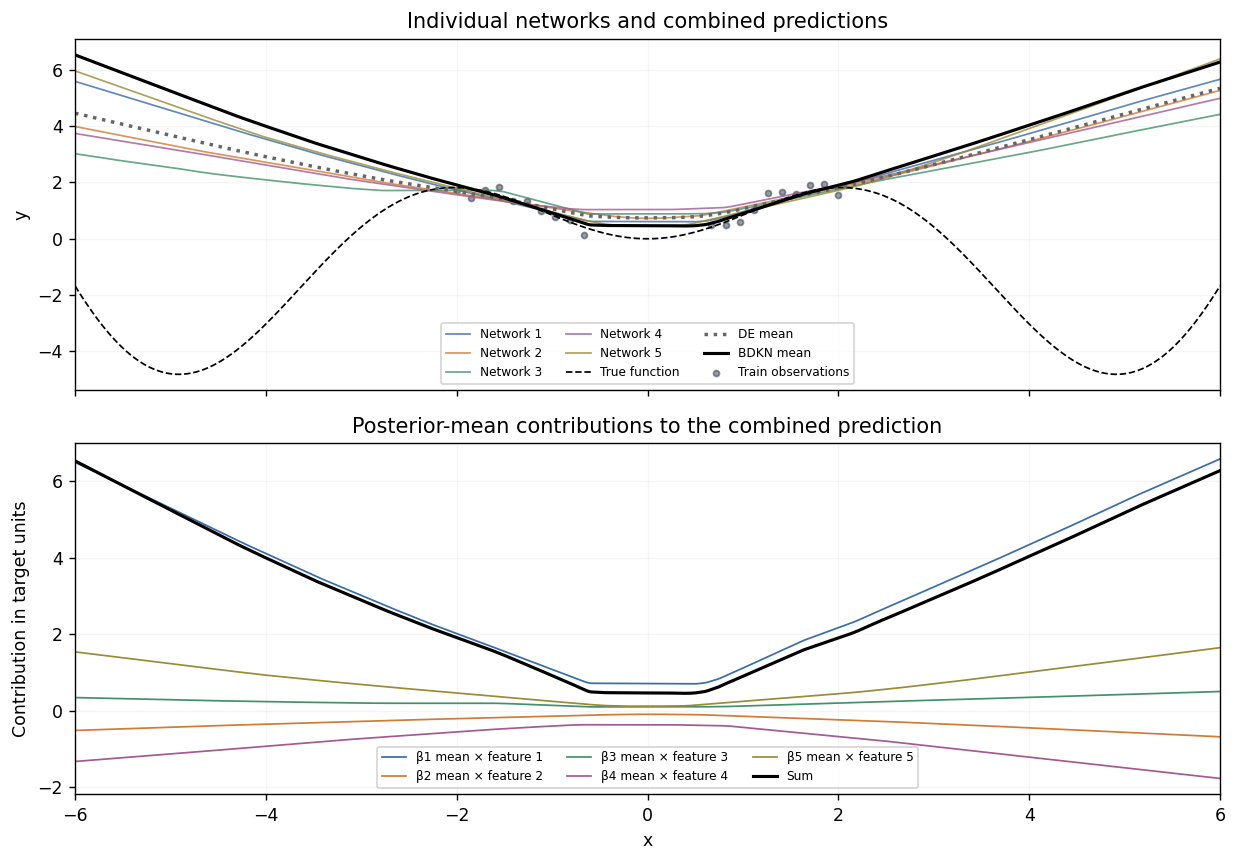 Individual networks and combined predictions
y
6
4
2
0
−2
−4
Network 1
Network 2
Network 3
Network 4
Network 5
True function
DE mean
BDKN mean
Train observations
Posterior-mean contributions to the combined prediction
Contribution in target units
6
4
2
0
−2
β1 mean × feature 1
β2 mean × feature 2
β3 mean × feature 3
β4 mean × feature 4
β5 mean × feature 5
Sum
−6 −4 −2 0 2 4 6
x